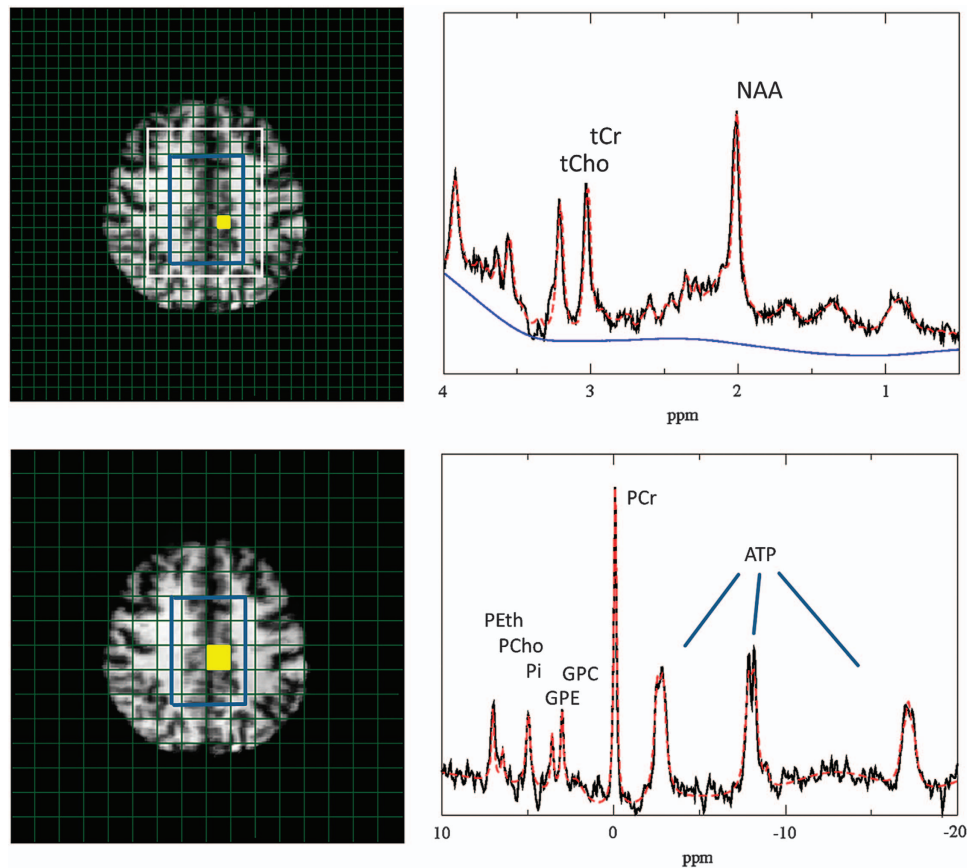 NAA
tCr
tCho
4 3 2 1
ppm
PCr
ATP
PEth
PCho
Pi GPC
GPE
10 0 -10 -20
ppm